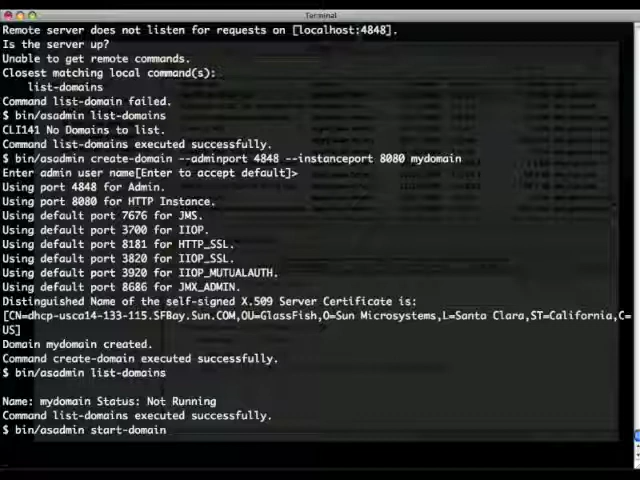 Terminal
Remote server does not listen for requests on [localhost:4848].
Is the server up?
Unable to get remote commands.
Closest matching local command(s):
    list-domains
Command list-domain failed.
$ bin/asadmin list-domains
CLI141 No Domains to list.
Command list-domains executed successfully.
$ bin/asadmin create-domain --adminport 4848 --instanceport 8080 mydomain
Enter admin user name[Enter to accept default]>
Using port 4848 for Admin.
Using port 8080 for HTTP Instance.
Using default port 7676 for JMS.
Using default port 3700 for IIOP.
Using default port 8181 for HTTP_SSL.
Using default port 3820 for IIOP_SSL.
Using default port 3920 for IIOP_MUTUALAUTH.
Using default port 8686 for JMX_ADMIN.
Distinguished Name of the self-signed X.509 Server Certificate is:
[CN=dhcp-usca14-133-115.SFBay.Sun.COM,OU=GlassFish,O=Sun Microsystems,L=Santa Clara,ST=California,C=
US]
Domain mydomain created.
Command create-domain executed successfully.
$ bin/asadmin list-domains
Name: mydomain Status: Not Running
Command list-domains executed successfully.
$ bin/asadmin start-domain